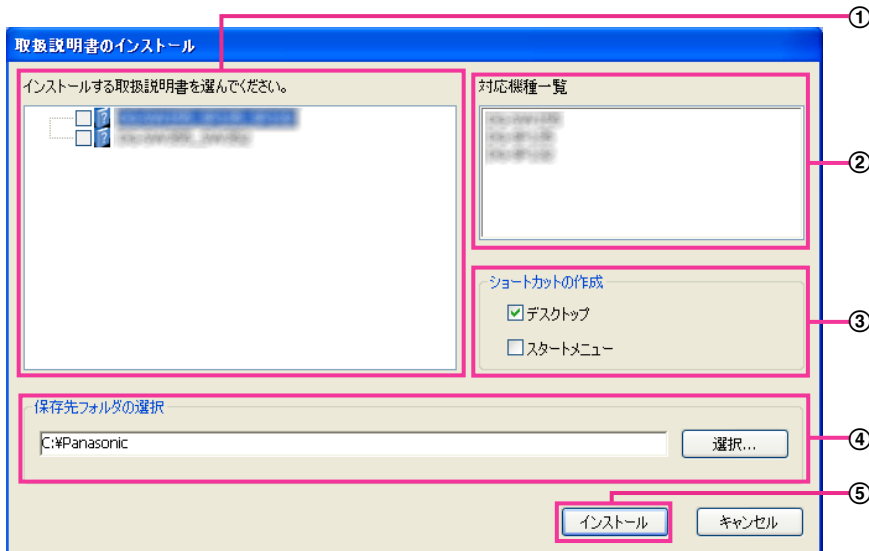 ①
取扱説明書のインストール
インストールする取扱説明書を選んでください。
対応機種一覧
②
ショートカットの作成
デスクトップ
③
スタートメニュー
保存先フォルダの選択
C:¥Panasonic
選択...
④
⑤
インストール
キャンセル